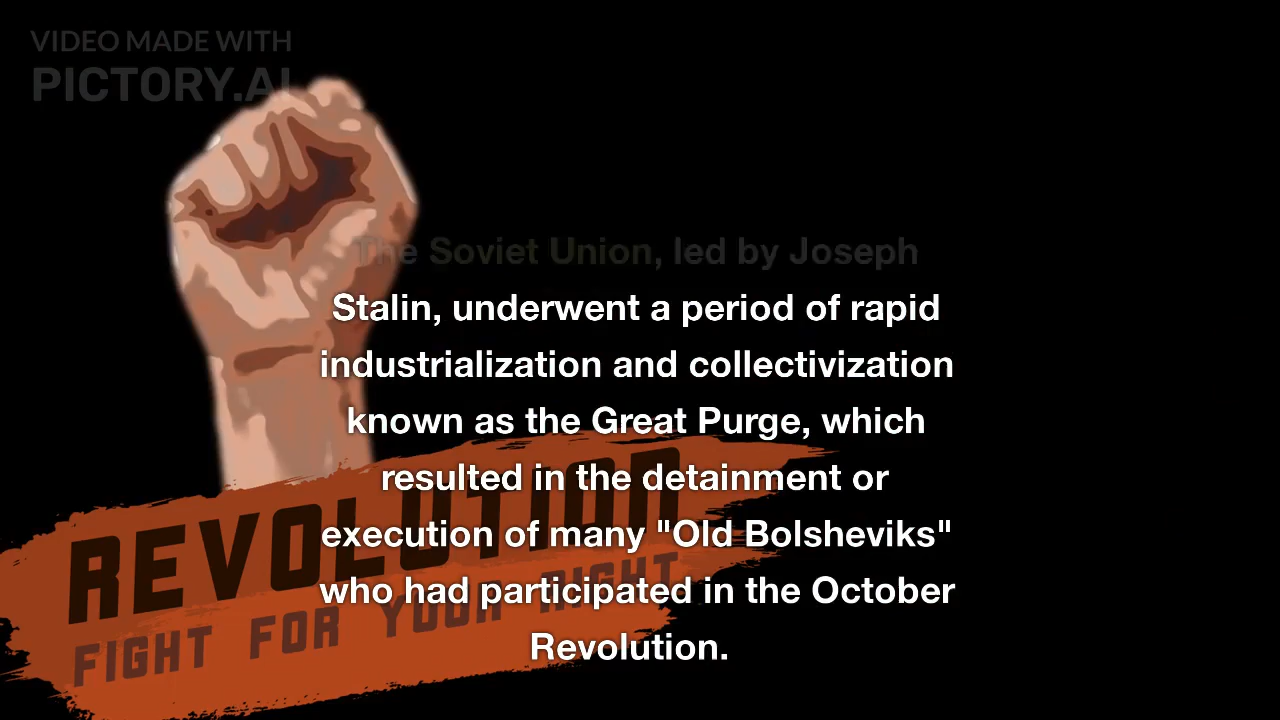 VIDEO MADE WITH
PICTORY.AI
The Soviet Union, led by Joseph
Stalin, underwent a period of rapid
industrialization and collectivization
known as the Great Purge, which
resulted in the detainment or
execution of many "Old Bolsheviks"
who had participated in the October
Revolution.
REVOLUTION
FIGHT FOR YOUR RIGHT